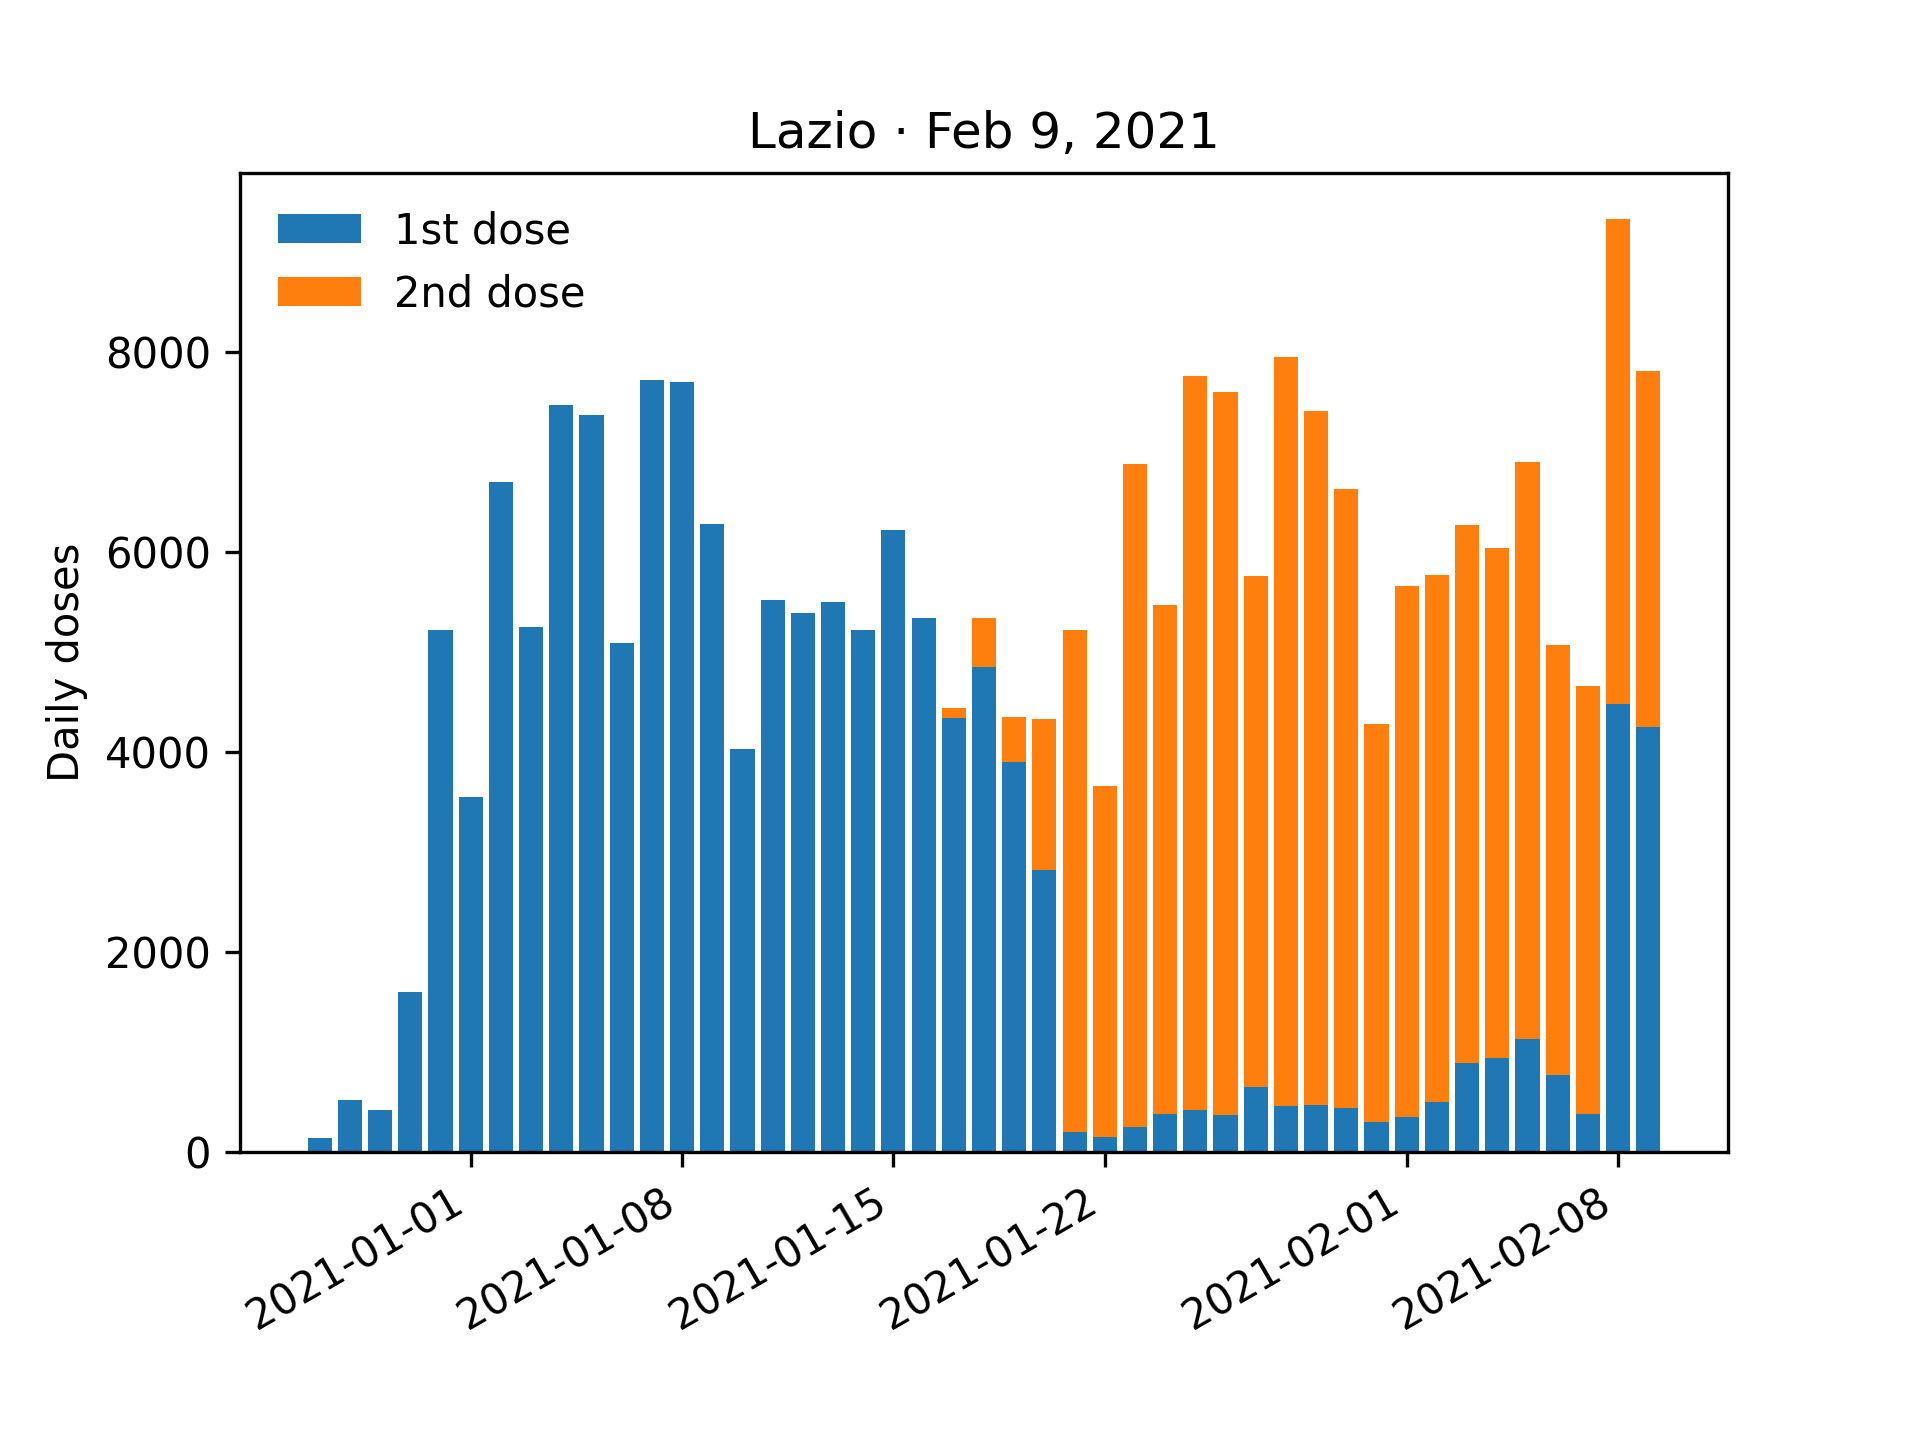 Lazio · Feb 9, 2021
1st dose
2nd dose
Daily doses
8000
6000
4000
2000
0
2021-01-01
2021-01-08
2021-01-15
2021-01-22
2021-02-01
2021-02-08